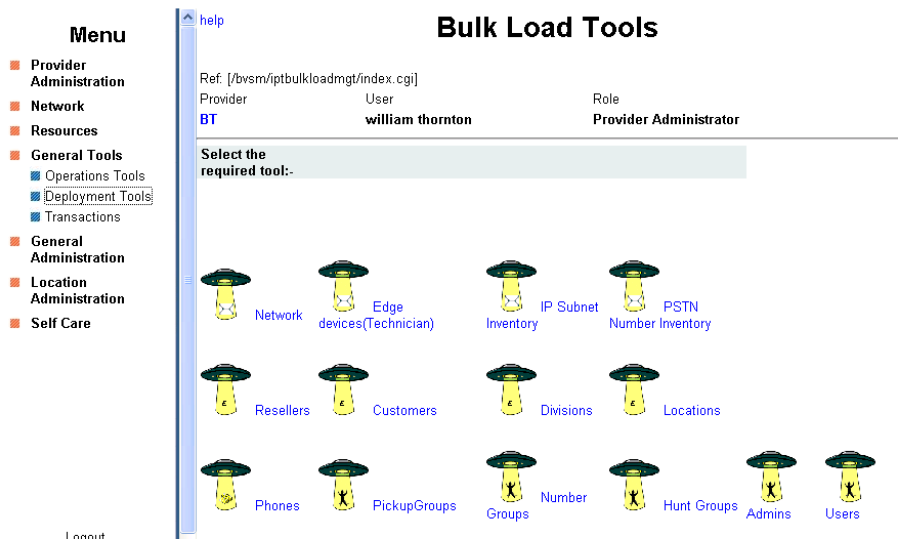 Menu
Provider
Administration
Network
Resources
General Tools
Operations Tools
Deployment Tools
Transactions
General
Administration
Location
Administration
Self Care
Logout
help
Bulk Load Tools
Ref: [/bvsm/iptbulkloadmgt/index.cgi]
Provider User Role
BT william thornton Provider Administrator
Select the
required tool:-
Network Edge IP Subnet PSTN
devices(Technician) Inventory Number Inventory
£ Resellers £ Customers £ Divisions £ Locations
Phones PickupGroups Number Hunt Groups
Groups Admins Users